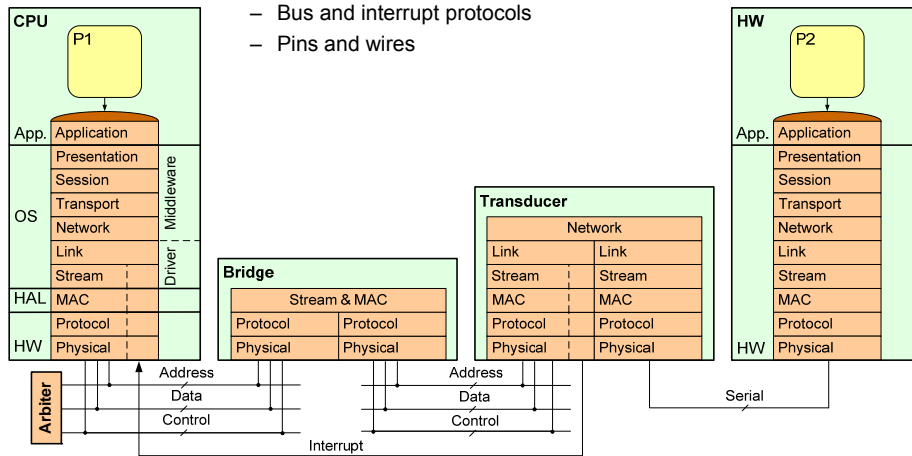 – Bus and interrupt protocols
– Pins and wires
CPU
P1
App.
Application
OS
Presentation
Session
Transport
Network
Link
Stream
Middleware
Driver
HAL
MAC
HW
Protocol
Physical
Bridge
Stream & MAC
Protocol
Protocol
Physical
Physical
Transducer
Network
Link
Link
Stream
Stream
MAC
MAC
Protocol
Protocol
Physical
Physical
HW
P2
App.
Application
Presentation
Session
Transport
Network
Link
Stream
MAC
Protocol
HW
Physical
Arbiter
Address
Data
Control
Address
Data
Control
Interrupt
Serial